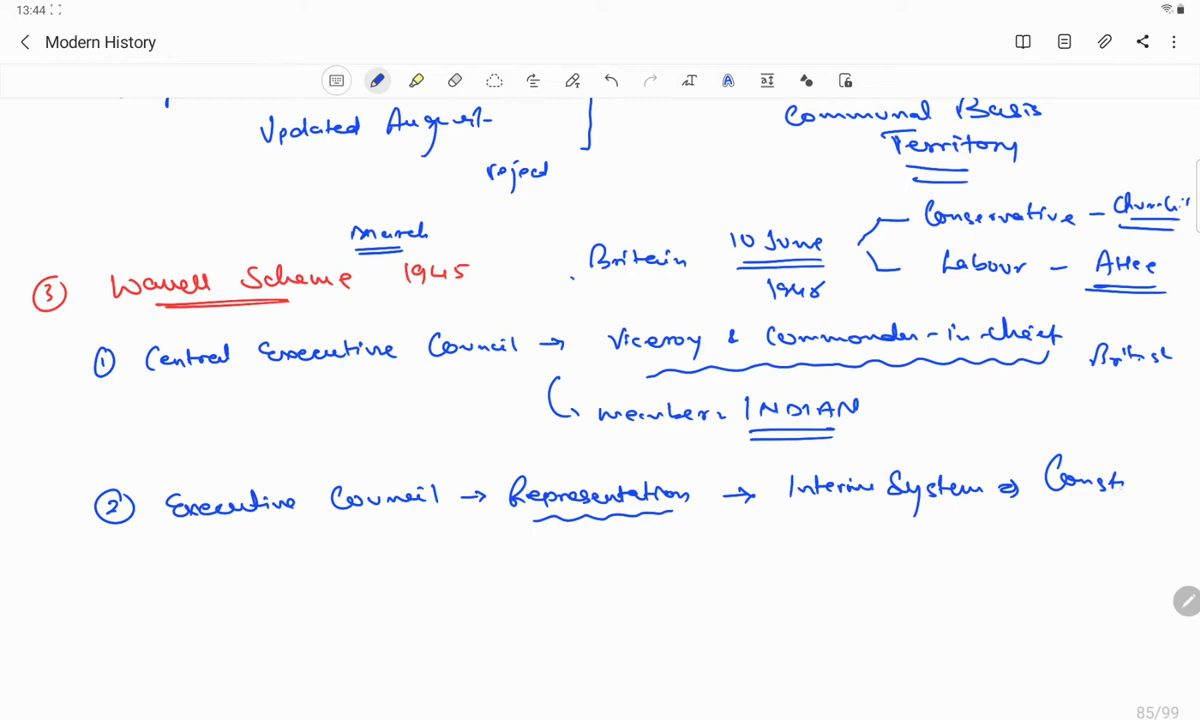 13:44
Modern History
Updated August
reject
Communal Basis
Territory
③ Wavell Scheme 1945
March
Britain 10 June
1945
Conservative -
Labour - Atlee
① Central Executive Council → Viceroy & Commander-in-chief British
members INDIAN
② Executive Council → Representation → Interim System ⇒ Const
85/99